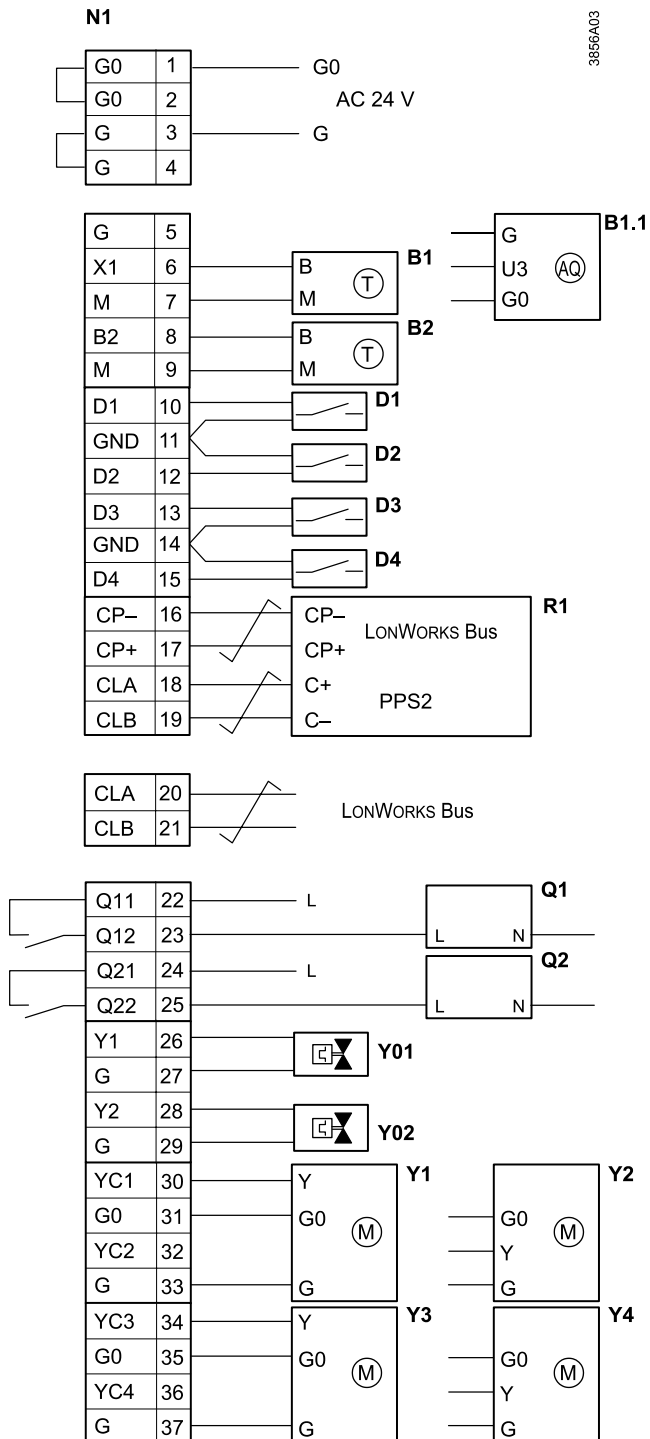 N1
3856A03
G0 1 G0
G0 2 AC 24 V
G 3 G
G 4
G 5 G B1.1
X1 6 B B1 U3 AQ
M 7 M T G0
B2 8 B B2
M 9 M T
D1 10 D1
GND 11
D2 12 D2
D3 13 D3
GND 14
D4 15 D4
CP– 16 CP– LONWORKS Bus R1
CP+ 17 CP+
CLA 18 C+ PPS2
CLB 19 C–
CLA 20 LONWORKS Bus
CLB 21
Q11 22 L Q1
Q12 23 L N
Q21 24 L Q2
Q22 25 L N
Y1 26 Y01
G 27
Y2 28 Y02
G 29
YC1 30 Y Y1 Y2
G0 31 G0 M G0 M
YC2 32 Y
G 33 G G
YC3 34 Y Y3 Y4
G0 35 G0 M G0 M
YC4 36 Y
G 37 G G